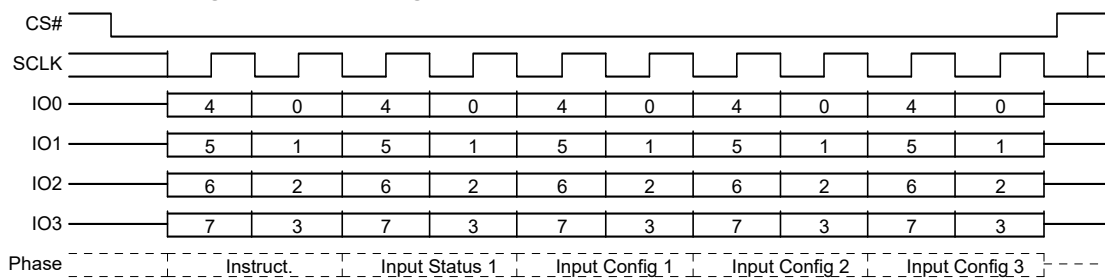 CS#
SCLK
IO0 4 0 4 0 4 0 4 0 4 0
IO1 5 1 5 1 5 1 5 1 5 1
IO2 6 2 6 2 6 2 6 2 6 2
IO3 7 3 7 3 7 3 7 3 7 3
Phase Instruct. Input Status 1 Input Config 1 Input Config 2 Input Config 3